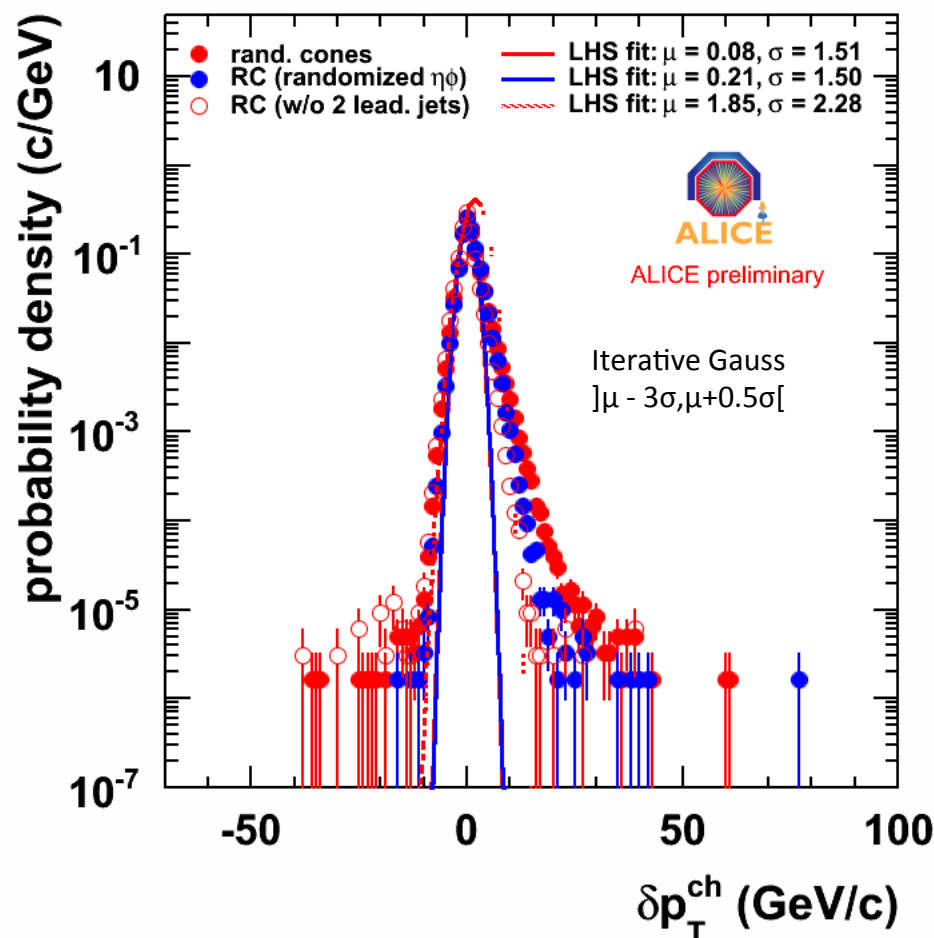 probability density (c/GeV)
10
10⁻¹
10⁻³
10⁻⁵
10⁻⁷
rand. cones
RC (randomized ηϕ)
RC (w/o 2 lead. jets)
LHS fit: μ = 0.08, σ = 1.51
LHS fit: μ = 0.21, σ = 1.50
LHS fit: μ = 1.85, σ = 2.28
ALICE
ALICE preliminary
Iterative Gauss
]μ - 3σ,μ+0.5σ[
-50 0 50 100
δp_T^ch (GeV/c)